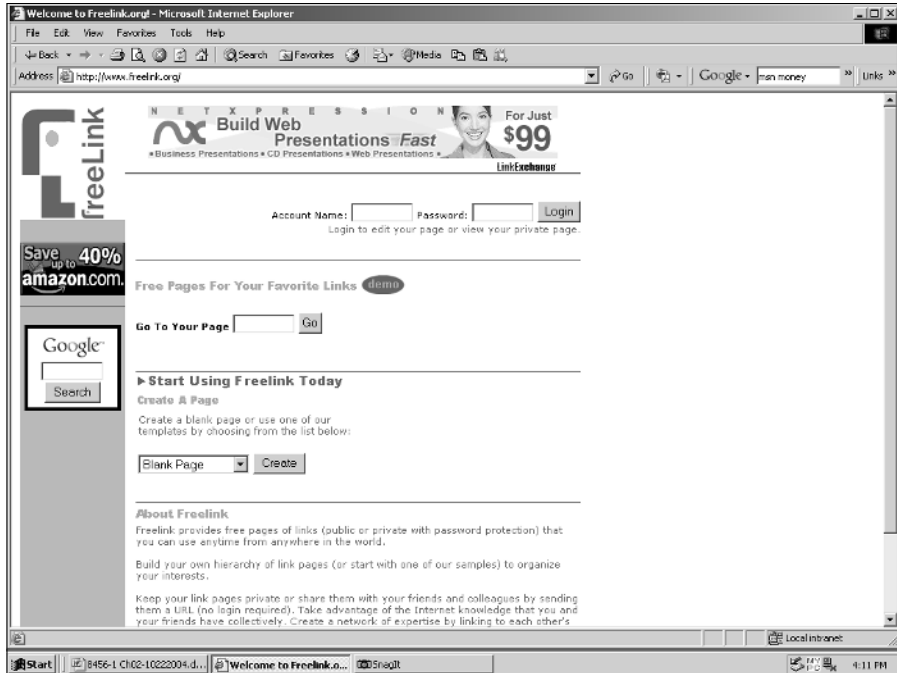 Welcome to Freelink.org! - Microsoft Internet Explorer
File Edit View Favorites Tools Help
Back Search Favorites Media
Address http://www.freelink.org/ Go Google msn money Links
freeLink
N E T X P R E S S I O N
nx Build Web Presentations Fast
Business Presentations • CD Presentations • Web Presentations
For Just $99
LinkExchange
Account Name: Password: Login
Login to edit your page or view your private page.
Save up to 40%
amazon.com.
Free Pages For Your Favorite Links demo
Go To Your Page Go
Google
Search
Start Using Freelink Today
Create A Page
Create a blank page or use one of our
templates by choosing from the list below:
Blank Page Create
About Freelink
Freelink provides free pages of links (public or private with password protection) that
you can use anytime from anywhere in the world.
Build your own hierarchy of link pages (or start with one of our samples) to organize
your interests.
Keep your link pages private or share them with your friends and colleagues by sending
them a URL (no login required). Take advantage of the Internet knowledge that you and
your friends have collectively. Create a network of expertise by linking to each other's
Local intranet
Start 8456-1 Ch02-10222004.d... Welcome to Freelink.o... SnagIt 4:11 PM